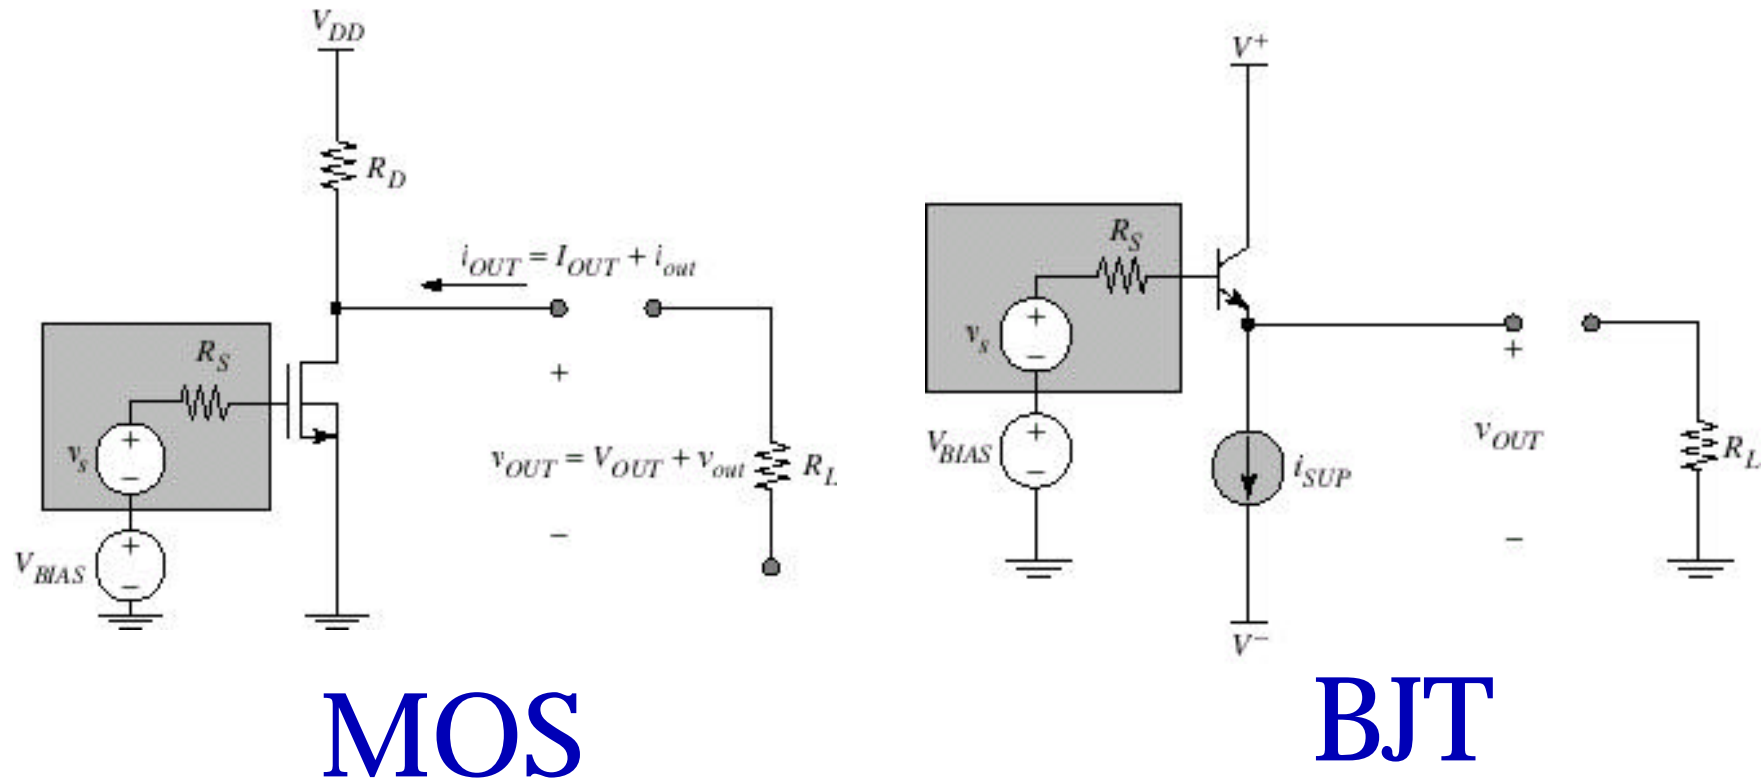 V_DD
R_D
i_OUT = I_OUT + i_out
R_S
+
v_s
−
+
v_OUT = V_OUT + v_out
R_L
−
+
V_BIAS
−
MOS
V⁺
R_S
+
v_s
−
+
V_BIAS
−
+
v_OUT
R_L
i_SUP
−
V⁻
BJT